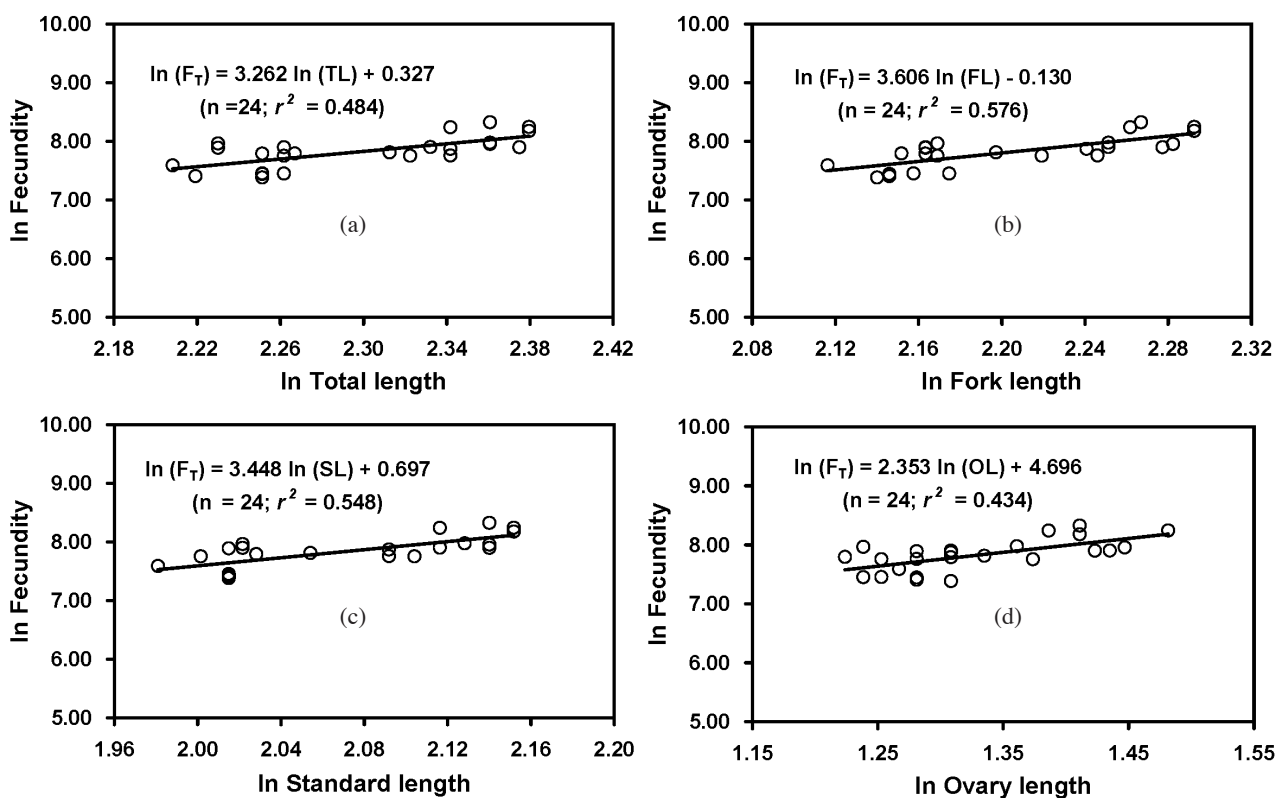 10.00
9.00
8.00
7.00
6.00
5.00
ln Fecundity
ln (F_T) = 3.262 ln (TL) + 0.327
(n =24; r² = 0.484)
(a)
2.18 2.22 2.26 2.30 2.34 2.38 2.42
ln Total length
10.00
9.00
8.00
7.00
6.00
5.00
ln Fecundity
ln (F_T) = 3.606 ln (FL) - 0.130
(n = 24; r² = 0.576)
(b)
2.08 2.12 2.16 2.20 2.24 2.28 2.32
ln Fork length
10.00
9.00
8.00
7.00
6.00
5.00
ln Fecundity
ln (F_T) = 3.448 ln (SL) + 0.697
(n = 24; r² = 0.548)
(c)
1.96 2.00 2.04 2.08 2.12 2.16 2.20
ln Standard length
10.00
9.00
8.00
7.00
6.00
5.00
ln Fecundity
ln (F_T) = 2.353 ln (OL) + 4.696
(n = 24; r² = 0.434)
(d)
1.15 1.25 1.35 1.45 1.55
ln Ovary length